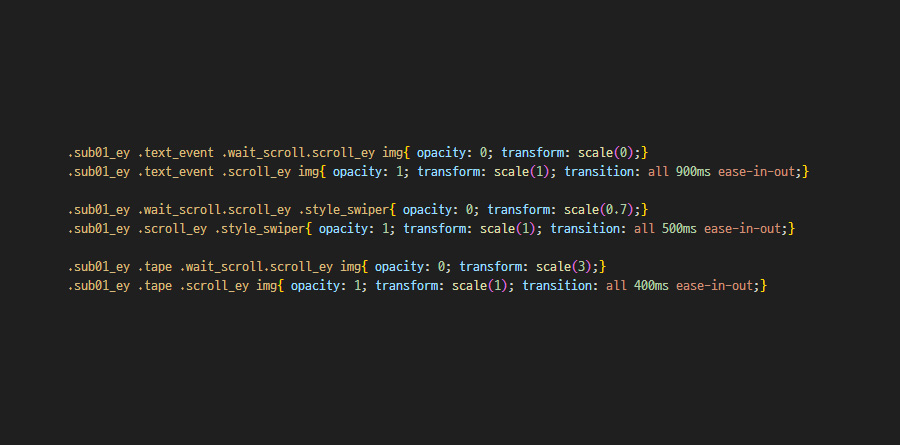 .sub01_ey .text_event .wait_scroll.scroll_ey img{ opacity: 0; transform: scale(0);}
.sub01_ey .text_event .scroll_ey img{ opacity: 1; transform: scale(1); transition: all 900ms ease-in-out;}
.sub01_ey .wait_scroll.scroll_ey .style_swiper{ opacity: 0; transform: scale(0.7);}
.sub01_ey .scroll_ey .style_swiper{ opacity: 1; transform: scale(1); transition: all 500ms ease-in-out;}
.sub01_ey .tape .wait_scroll.scroll_ey img{ opacity: 0; transform: scale(3);}
.sub01_ey .tape .scroll_ey img{ opacity: 1; transform: scale(1); transition: all 400ms ease-in-out;}